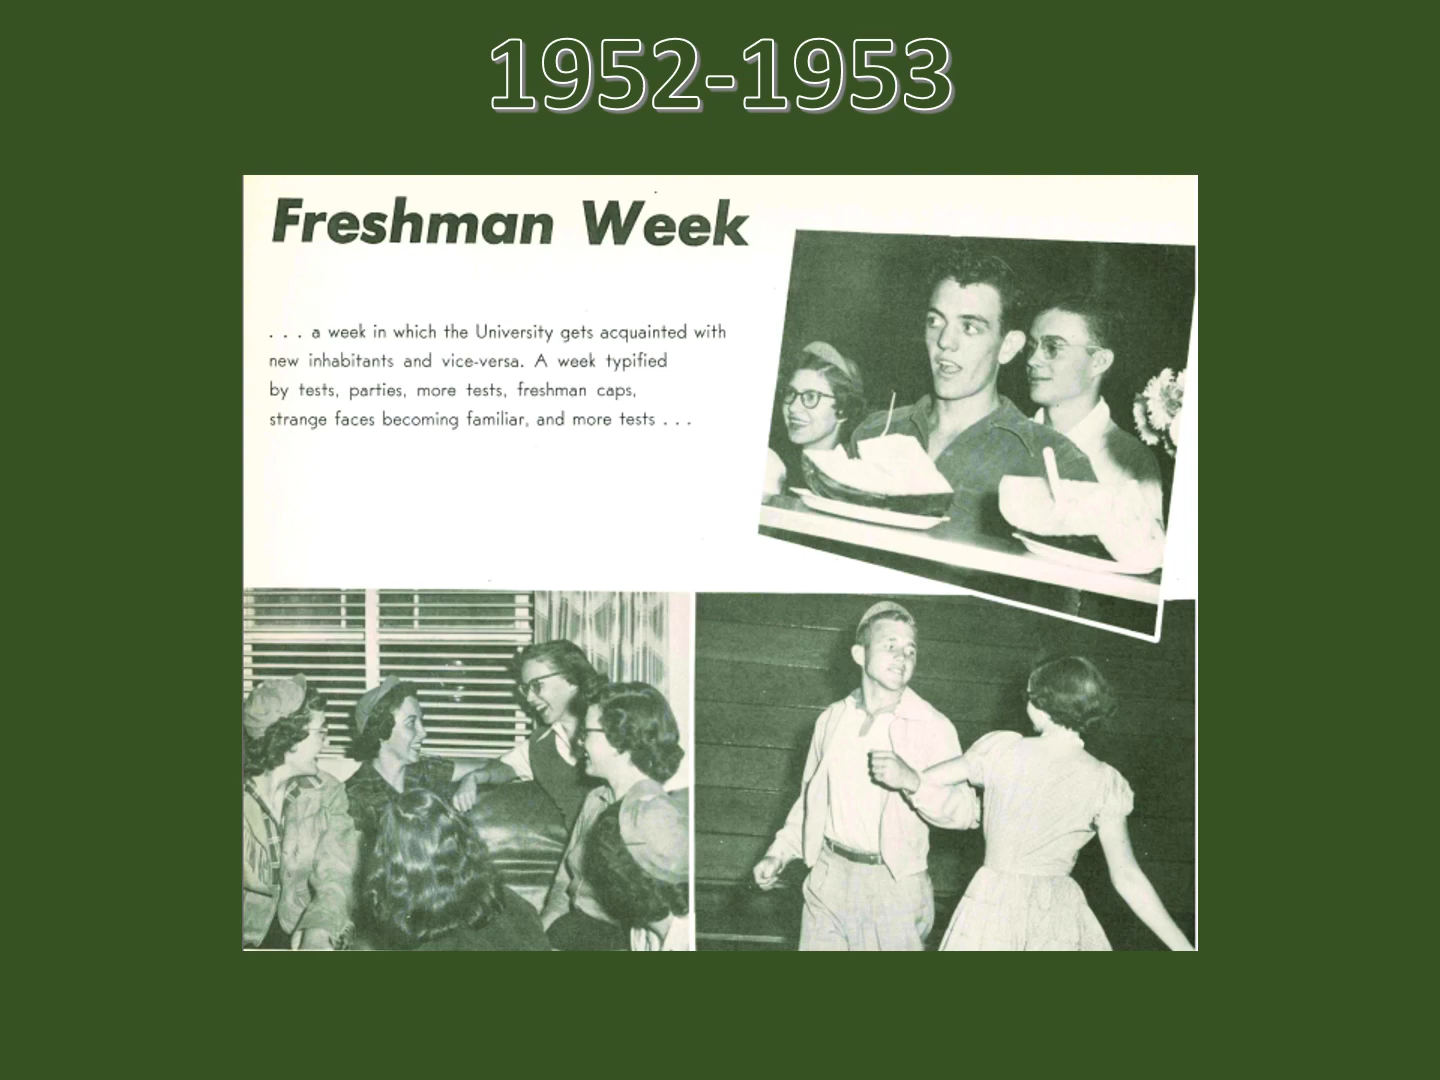 1952-1953
Freshman Week
. . . a week in which the University gets acquainted with
new inhabitants and vice-versa. A week typified
by tests, parties, more tests, freshman caps,
strange faces becoming familiar, and more tests . . .